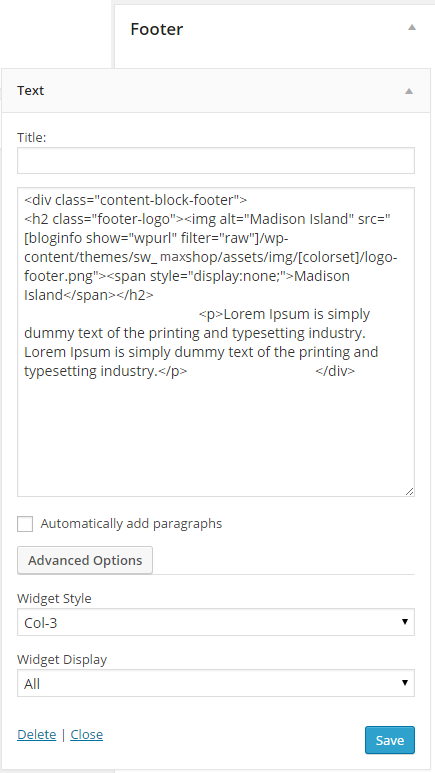 Footer
Text
Title:
<div class="content-block-footer">
<h2 class="footer-logo"><img alt="Madison Island" src="
[bloginfo show="wpurl" filter="raw"]/wp-
content/themes/sw_ maxshop/assets/img/[colorset]/logo-
footer.png"><span style="display:none;">Madison
Island</span></h2>
<p>Lorem Ipsum is simply
dummy text of the printing and typesetting industry.
Lorem Ipsum is simply dummy text of the printing and
typesetting industry.</p> </div>
Automatically add paragraphs
Advanced Options
Widget Style
Col-3
Widget Display
All
Delete | Close
Save